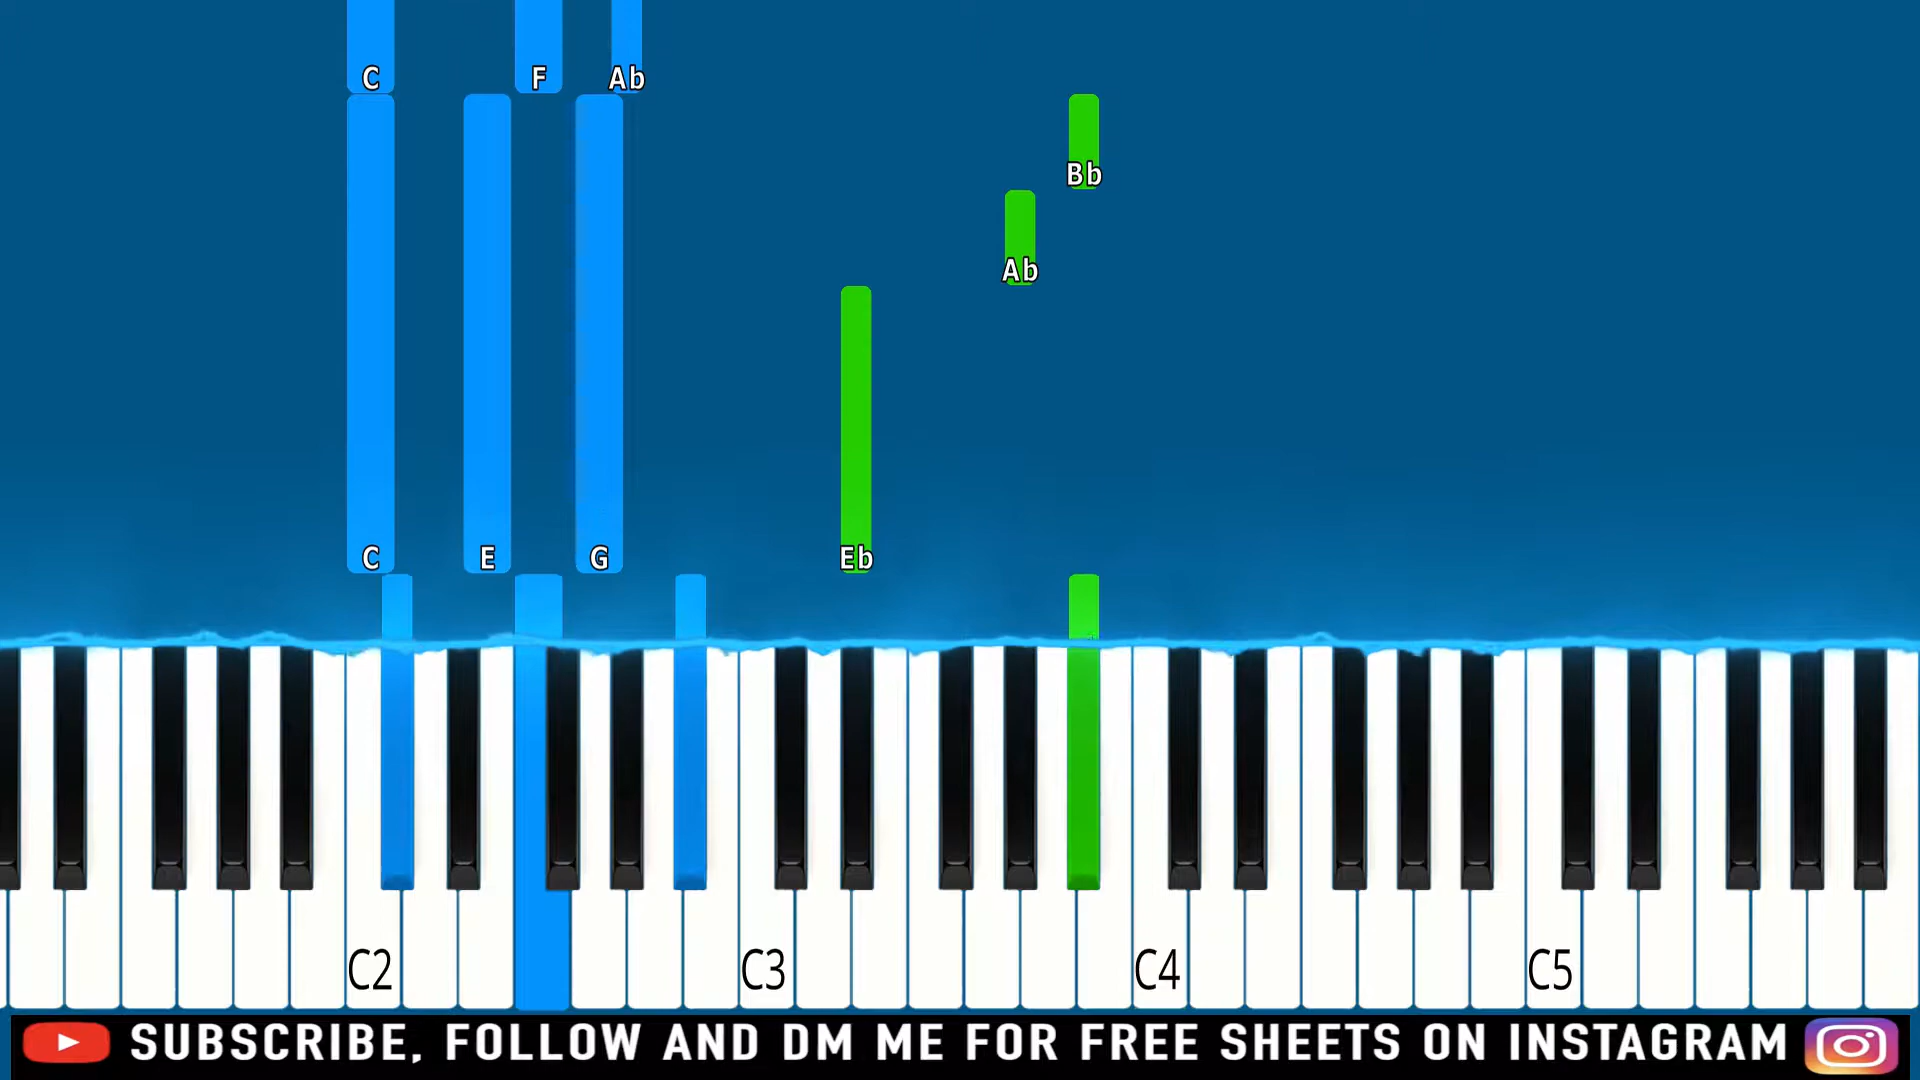 C F Ab
Bb
Ab
C E G Eb
C2 C3 C4 C5
SUBSCRIBE, FOLLOW AND DM ME FOR FREE SHEETS ON INSTAGRAM